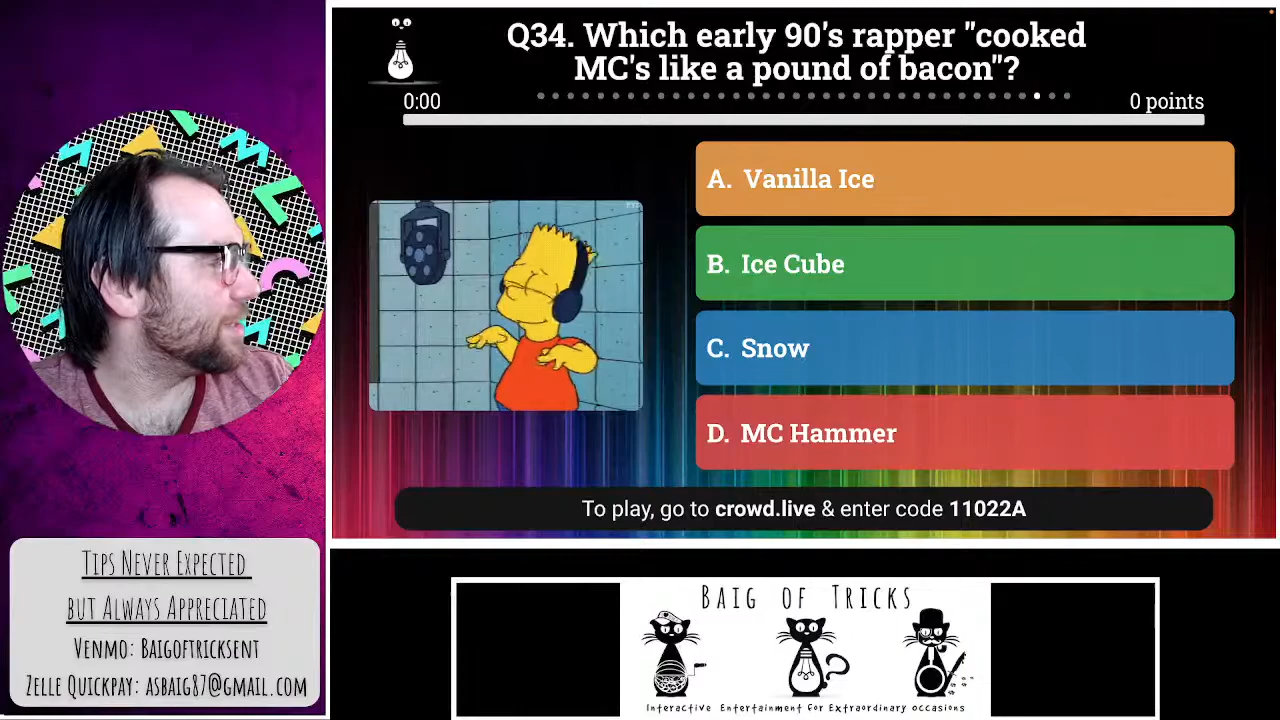 Q34. Which early 90's rapper "cooked
MC's like a pound of bacon"?
0:00
0 points
A. Vanilla Ice
B. Ice Cube
C. Snow
D. MC Hammer
To play, go to crowd.live & enter code 11022A
Tips Never Expected
but Always Appreciated
Venmo: Baigoftricksent
Zelle Quickpay: asbaig87@gmail.com
BAIG OF TRICKS
Interactive Entertainment for Extraordinary Occasions